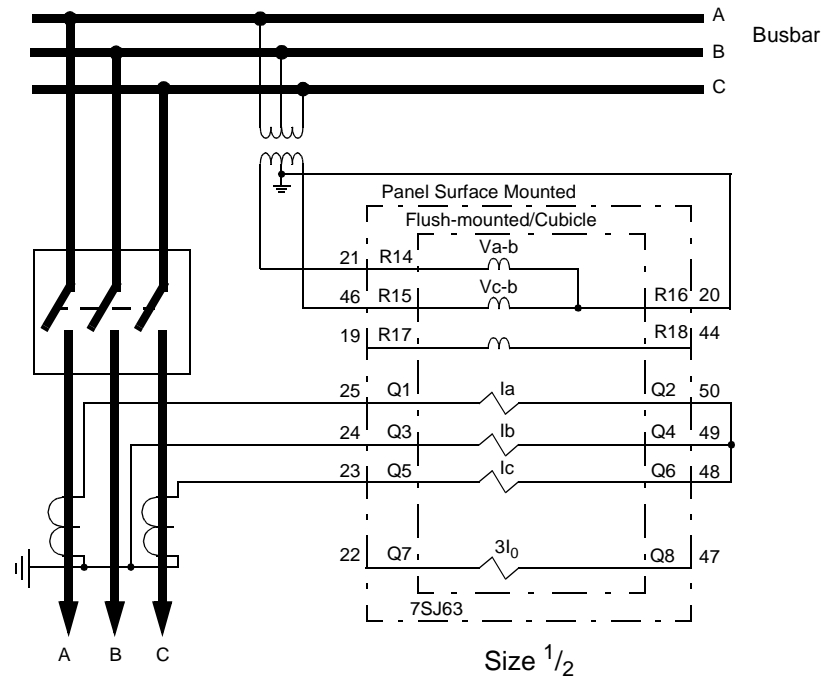 A
Busbar
B
C
Panel Surface Mounted
Flush-mounted/Cubicle
Va-b
21 R14
Vc-b
46 R15 R16 20
19 R17 R18 44
25 Q1 Ia Q2 50
24 Q3 Ib Q4 49
23 Q5 Ic Q6 48
22 Q7 3I0 Q8 47
7SJ63
A B C
Size 1/2